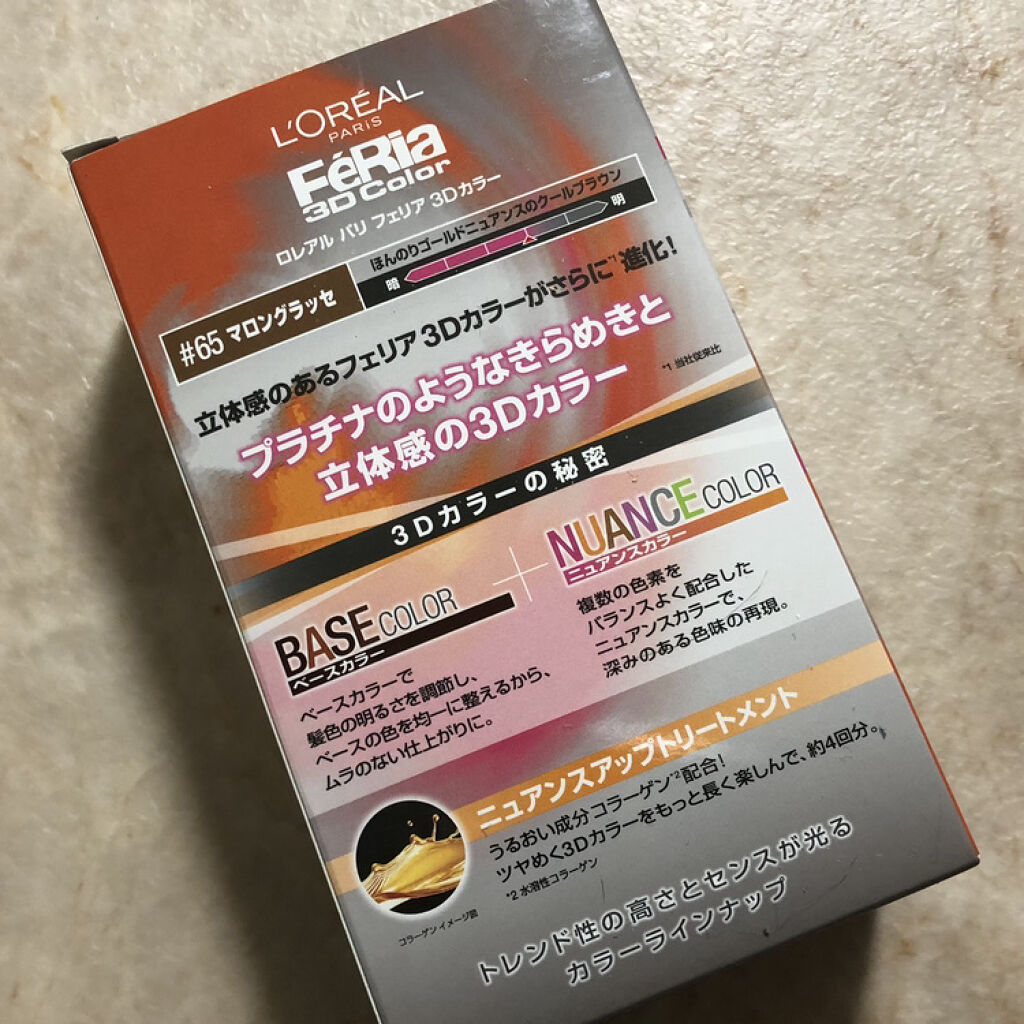 L'ORÉAL
PARIS
FéRia
3D Color
ロレアル パリ フェリア 3Dカラー
#65 マロングラッセ
ほんのりゴールドニュアンスのクールブラウン
暗 明
立体感のあるフェリア3Dカラーがさらに*1進化!
プラチナのようなきらめきと
立体感の3Dカラー
*1 当社従来比
3Dカラーの秘密
BASE COLOR
ベースカラー
ベースカラーで
髪色の明るさを調節し、
ベースの色を均一に整えるから、
ムラのない仕上がりに。
NUANCE COLOR
ニュアンスカラー
複数の色素を
バランスよく配合した
ニュアンスカラーで、
深みのある色味の再現。
ニュアンスアップトリートメント
うるおい成分コラーゲン*2配合!
ツヤめく3Dカラーをもっと長く楽しんで、約4回分。
*2 水溶性コラーゲン
コラーゲンイメージ図
トレンド性の高さとセンスが光る
カラーラインナップ